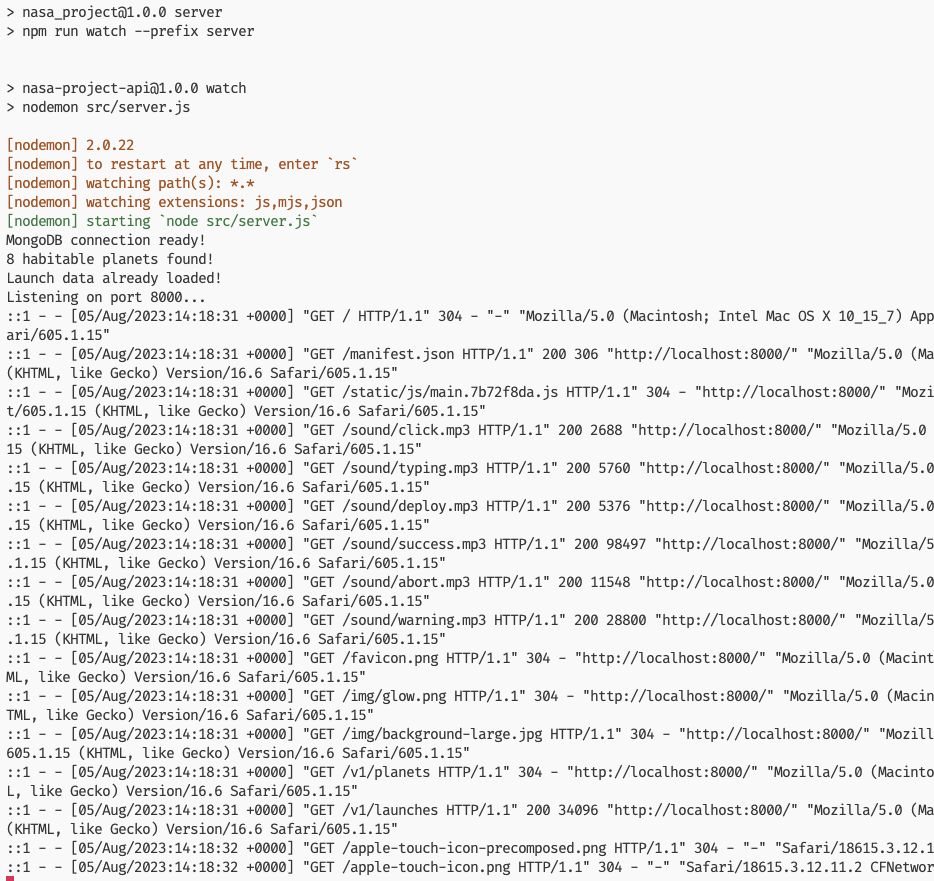 > nasa_project@1.0.0 server
> npm run watch --prefix server
> nasa-project-api@1.0.0 watch
> nodemon src/server.js
[nodemon] 2.0.22
[nodemon] to restart at any time, enter `rs`
[nodemon] watching path(s): *.*
[nodemon] watching extensions: js,mjs,json
[nodemon] starting `node src/server.js`
MongoDB connection ready!
8 habitable planets found!
Launch data already loaded!
Listening on port 8000...
::1 - - [05/Aug/2023:14:18:31 +0000] "GET / HTTP/1.1" 304 - "-" "Mozilla/5.0 (Macintosh; Intel Mac OS X 10_15_7) App
ari/605.1.15"
::1 - - [05/Aug/2023:14:18:31 +0000] "GET /manifest.json HTTP/1.1" 200 306 "http://localhost:8000/" "Mozilla/5.0 (Ma
(KHTML, like Gecko) Version/16.6 Safari/605.1.15"
::1 - - [05/Aug/2023:14:18:31 +0000] "GET /static/js/main.7b72f8da.js HTTP/1.1" 304 - "http://localhost:8000/" "Mozi
t/605.1.15 (KHTML, like Gecko) Version/16.6 Safari/605.1.15"
::1 - - [05/Aug/2023:14:18:31 +0000] "GET /sound/click.mp3 HTTP/1.1" 200 2688 "http://localhost:8000/" "Mozilla/5.0
15 (KHTML, like Gecko) Version/16.6 Safari/605.1.15"
::1 - - [05/Aug/2023:14:18:31 +0000] "GET /sound/typing.mp3 HTTP/1.1" 200 5760 "http://localhost:8000/" "Mozilla/5.0
.15 (KHTML, like Gecko) Version/16.6 Safari/605.1.15"
::1 - - [05/Aug/2023:14:18:31 +0000] "GET /sound/deploy.mp3 HTTP/1.1" 200 5376 "http://localhost:8000/" "Mozilla/5.0
.15 (KHTML, like Gecko) Version/16.6 Safari/605.1.15"
::1 - - [05/Aug/2023:14:18:31 +0000] "GET /sound/success.mp3 HTTP/1.1" 200 98497 "http://localhost:8000/" "Mozilla/5
.1.15 (KHTML, like Gecko) Version/16.6 Safari/605.1.15"
::1 - - [05/Aug/2023:14:18:31 +0000] "GET /sound/abort.mp3 HTTP/1.1" 200 11548 "http://localhost:8000/" "Mozilla/5.0
.15 (KHTML, like Gecko) Version/16.6 Safari/605.1.15"
::1 - - [05/Aug/2023:14:18:31 +0000] "GET /sound/warning.mp3 HTTP/1.1" 200 28800 "http://localhost:8000/" "Mozilla/5
.1.15 (KHTML, like Gecko) Version/16.6 Safari/605.1.15"
::1 - - [05/Aug/2023:14:18:31 +0000] "GET /favicon.png HTTP/1.1" 304 - "http://localhost:8000/" "Mozilla/5.0 (Macint
ML, like Gecko) Version/16.6 Safari/605.1.15"
::1 - - [05/Aug/2023:14:18:31 +0000] "GET /img/glow.png HTTP/1.1" 304 - "http://localhost:8000/" "Mozilla/5.0 (Macin
TML, like Gecko) Version/16.6 Safari/605.1.15"
::1 - - [05/Aug/2023:14:18:31 +0000] "GET /img/background-large.jpg HTTP/1.1" 304 - "http://localhost:8000/" "Mozill
605.1.15 (KHTML, like Gecko) Version/16.6 Safari/605.1.15"
::1 - - [05/Aug/2023:14:18:31 +0000] "GET /v1/planets HTTP/1.1" 304 - "http://localhost:8000/" "Mozilla/5.0 (Macinto
L, like Gecko) Version/16.6 Safari/605.1.15"
::1 - - [05/Aug/2023:14:18:31 +0000] "GET /v1/launches HTTP/1.1" 200 34096 "http://localhost:8000/" "Mozilla/5.0 (Ma
(KHTML, like Gecko) Version/16.6 Safari/605.1.15"
::1 - - [05/Aug/2023:14:18:32 +0000] "GET /apple-touch-icon-precomposed.png HTTP/1.1" 304 - "-" "Safari/18615.3.12.1
::1 - - [05/Aug/2023:14:18:32 +0000] "GET /apple-touch-icon.png HTTP/1.1" 304 - "-" "Safari/18615.3.12.11.2 CFNetwor